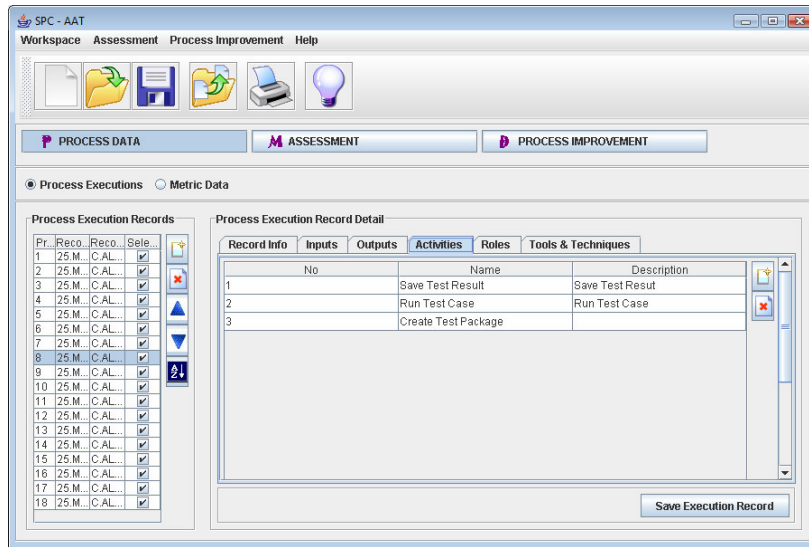 SPC - AAT
Workspace Assessment Process Improvement Help
P PROCESS DATA M ASSESSMENT PROCESS IMPROVEMENT
Process Executions Metric Data
Process Execution Records Process Execution Record Detail
Record Info Inputs Outputs Activities Roles Tools & Techniques
Pr... Reco... Reco... Sele...
No Name Description
1 Save Test Result Save Test Resut
2 Run Test Case Run Test Case
3 Create Test Package
1 25.M... C.AL...
2 25.M... C.AL...
3 25.M... C.AL...
4 25.M... C.AL...
5 25.M... C.AL...
6 25.M... C.AL...
7 25.M... C.AL...
8 25.M... C.AL...
9 25.M... C.AL...
10 25.M... C.AL...
11 25.M... C.AL...
12 25.M... C.AL...
13 25.M... C.AL...
14 25.M... C.AL...
15 25.M... C.AL...
16 25.M... C.AL...
17 25.M... C.AL...
18 25.M... C.AL...
Save Execution Record